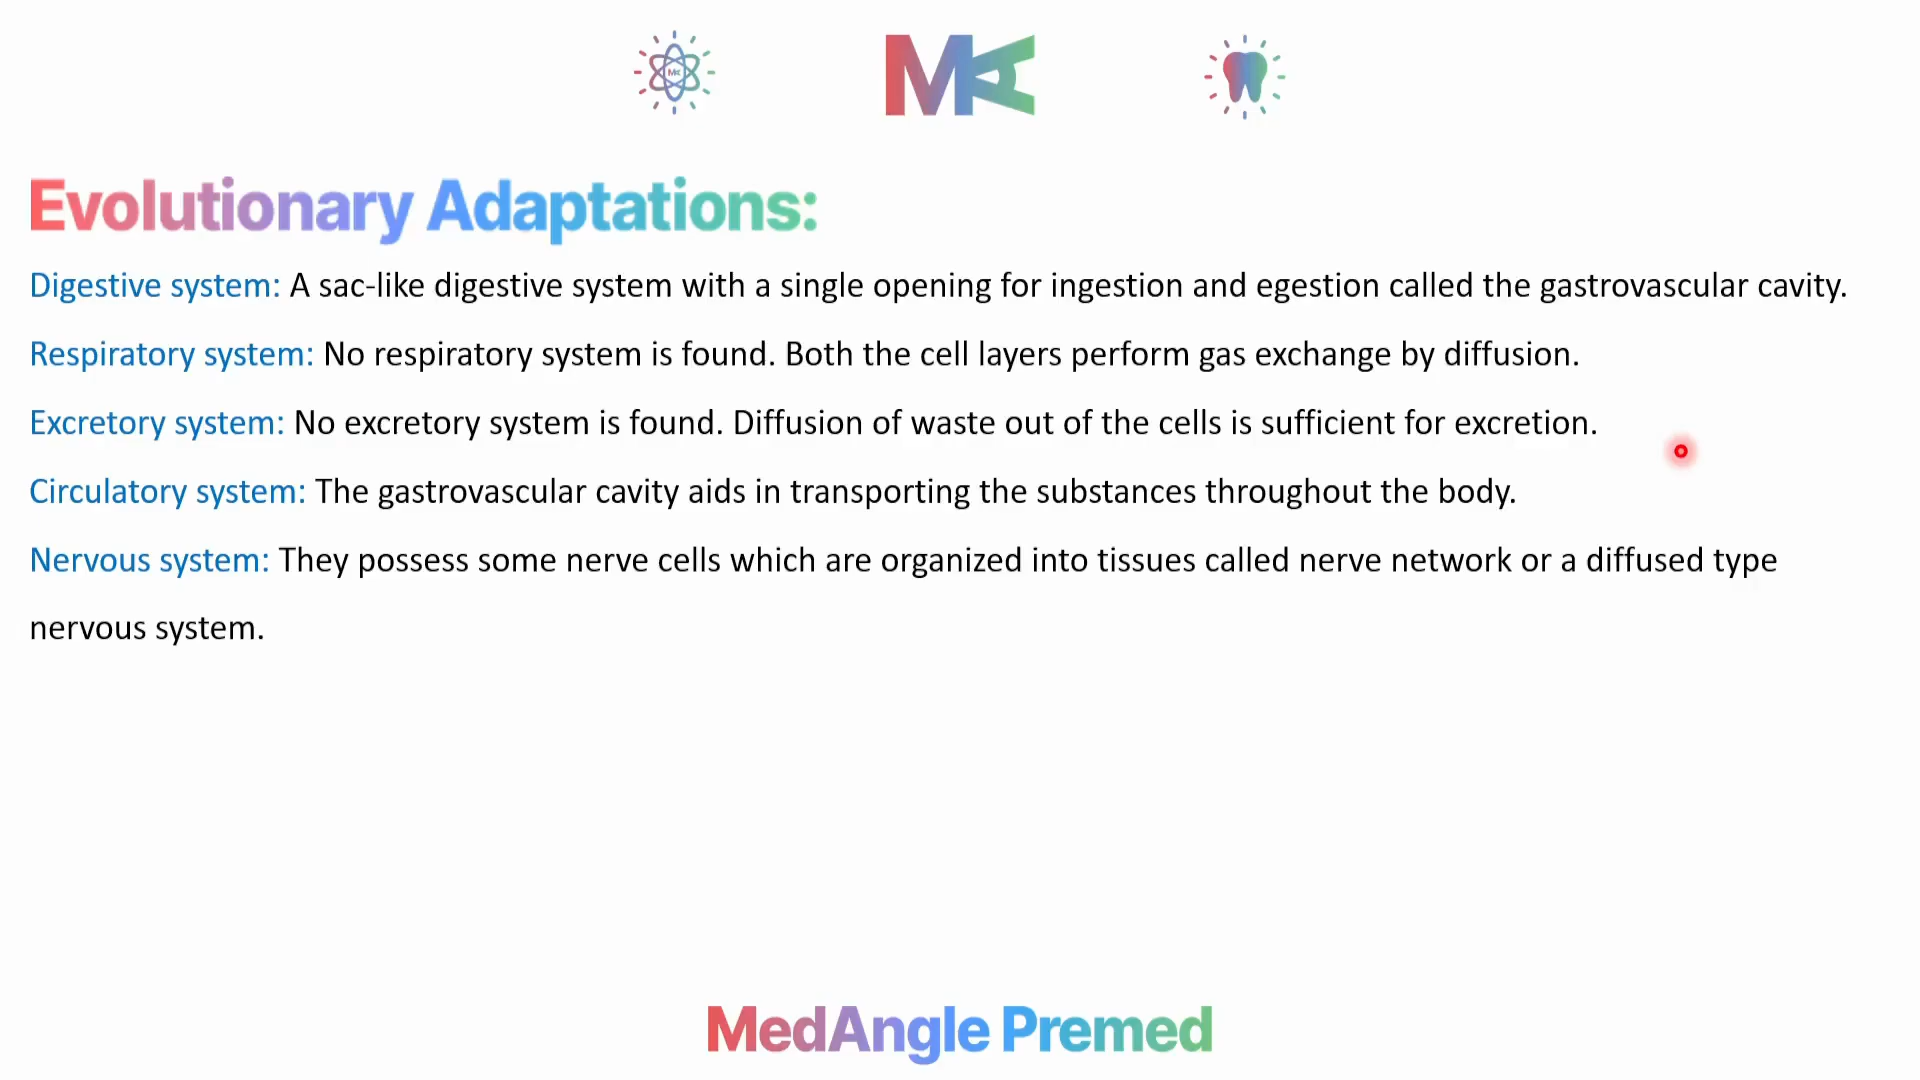 MA
Evolutionary Adaptations:
Digestive system: A sac-like digestive system with a single opening for ingestion and egestion called the gastrovascular cavity.
Respiratory system: No respiratory system is found. Both the cell layers perform gas exchange by diffusion.
Excretory system: No excretory system is found. Diffusion of waste out of the cells is sufficient for excretion.
Circulatory system: The gastrovascular cavity aids in transporting the substances throughout the body.
Nervous system: They possess some nerve cells which are organized into tissues called nerve network or a diffused type
nervous system.
MedAngle Premed